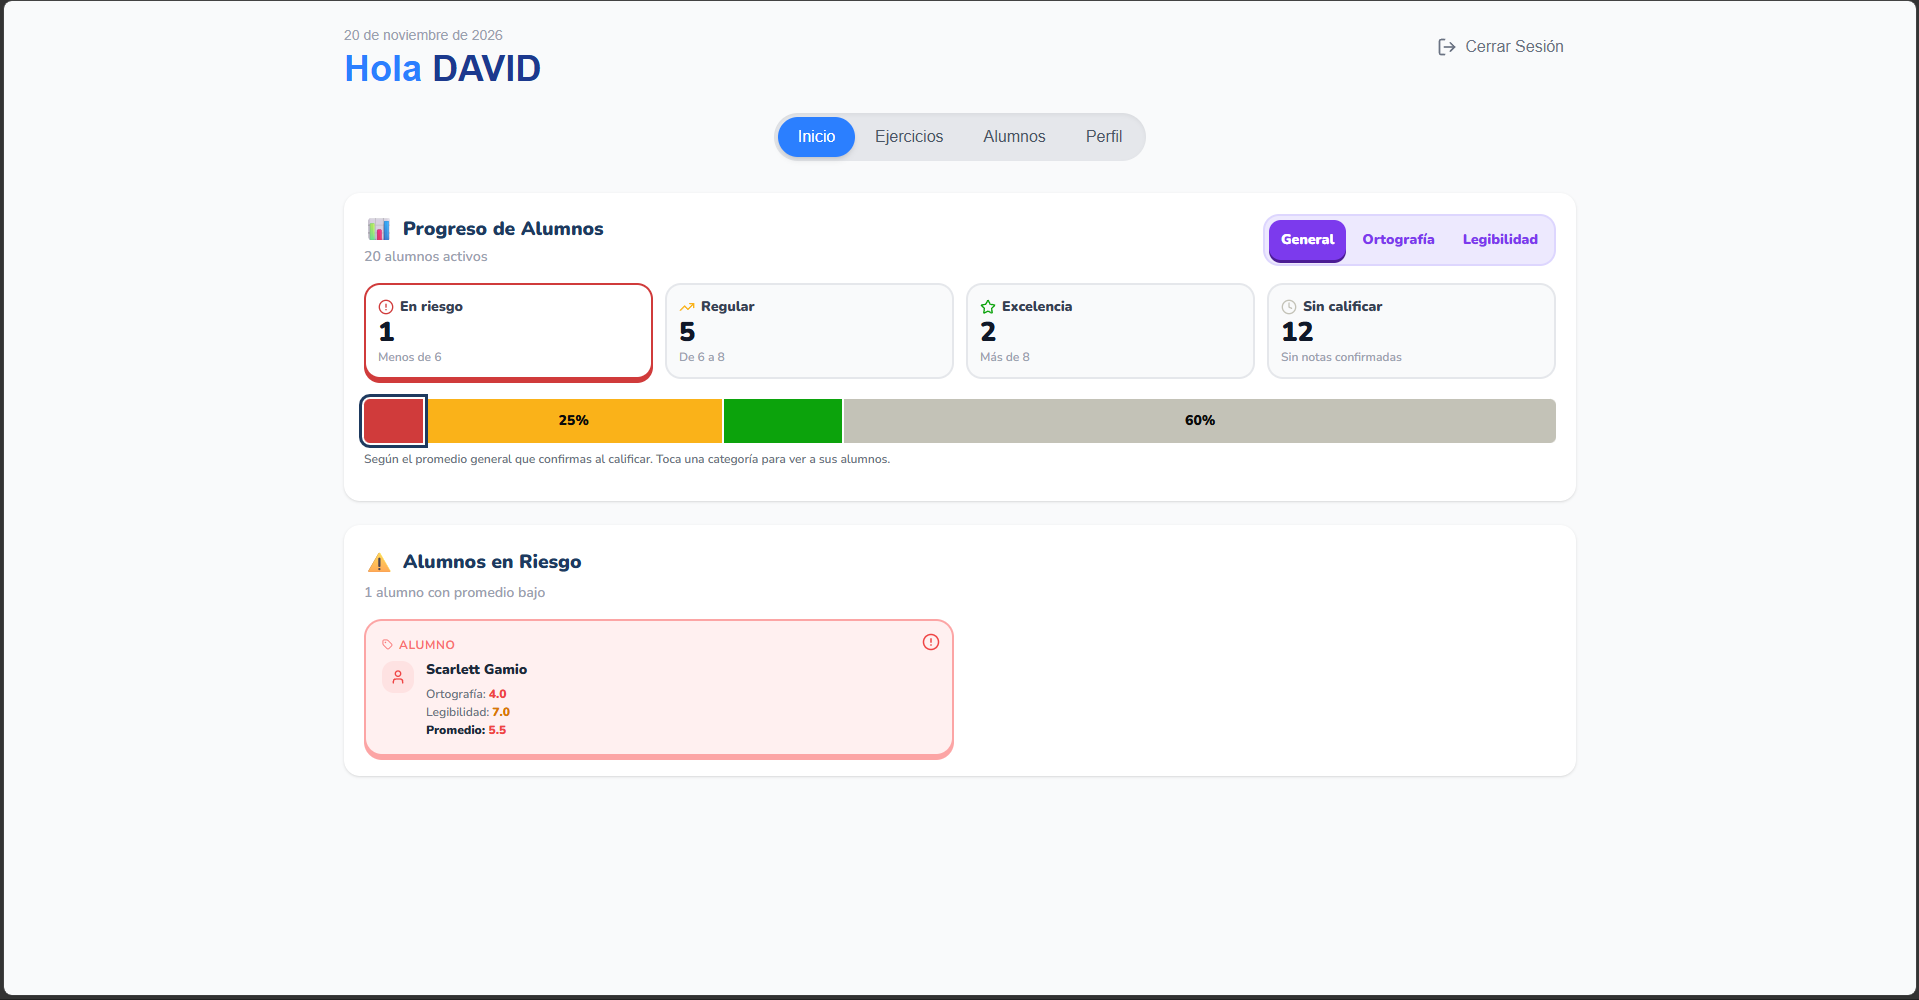 20 de noviembre de 2026
Hola DAVID
Cerrar Sesión
Inicio Ejercicios Alumnos Perfil
Progreso de Alumnos
20 alumnos activos
General Ortografía Legibilidad
En riesgo
1
Menos de 6
Regular
5
De 6 a 8
Excelencia
2
Más de 8
Sin calificar
12
Sin notas confirmadas
25% 60%
Según el promedio general que confirmas al calificar. Toca una categoría para ver a sus alumnos.
Alumnos en Riesgo
1 alumno con promedio bajo
ALUMNO
Scarlett Gamio
Ortografía: 4.0
Legibilidad: 7.0
Promedio: 5.5